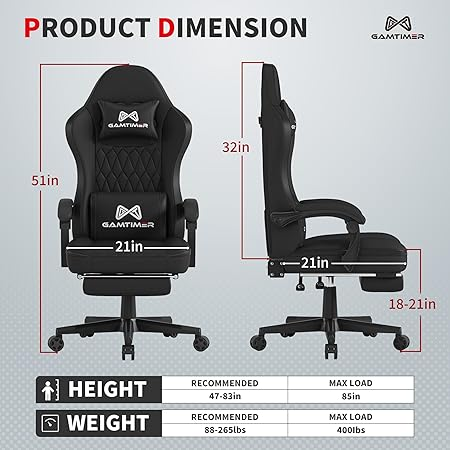 PRODUCT DIMENSION
GAMTIMER
GAMTIMER
51in
32in
GAMTIMER
21in
21in
18-21in
HEIGHT
RECOMMENDED
MAX LOAD
47-83in
85in
WEIGHT
RECOMMENDED
MAX LOAD
88-265lbs
400lbs